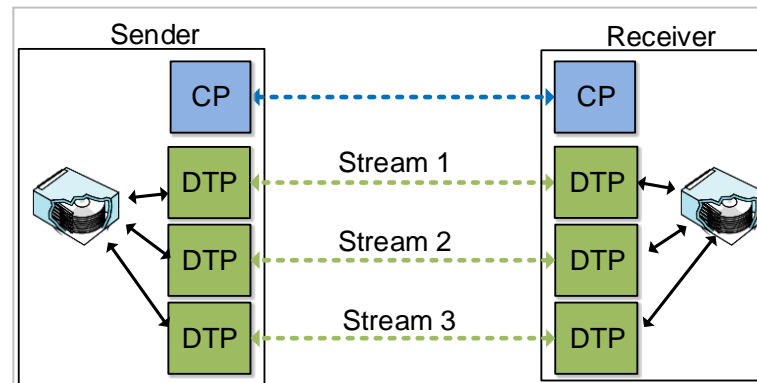 Sender
Receiver
CP
CP
DTP
Stream 1
DTP
DTP
Stream 2
DTP
DTP
Stream 3
DTP